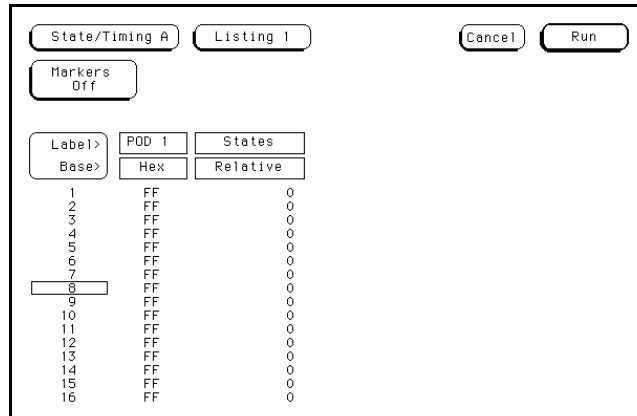 State/Timing A Listing 1 Cancel Run
Markers
Off
Label> POD 1 States
Base> Hex Relative
1 FF 0
2 FF 0
3 FF 0
4 FF 0
5 FF 0
6 FF 0
7 FF 0
8 FF 0
9 FF 0
10 FF 0
11 FF 0
12 FF 0
13 FF 0
14 FF 0
15 FF 0
16 FF 0